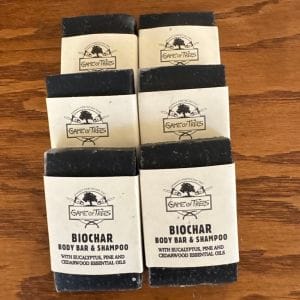 GAME OF TREES
GAME OF TREES
GAME OF TREES
GAME OF TREES
GAME OF TREES
BIOCHAR
BODY BAR & SHAMPOO
WITH EUCALYPTUS, PINE AND
CEDARWOOD ESSENTIAL OILS
GAME OF TREES
BIOCHAR
BODY BAR & SHAMPOO
WITH EUCALYPTUS, PINE AND
CEDARWOOD ESSENTIAL OILS